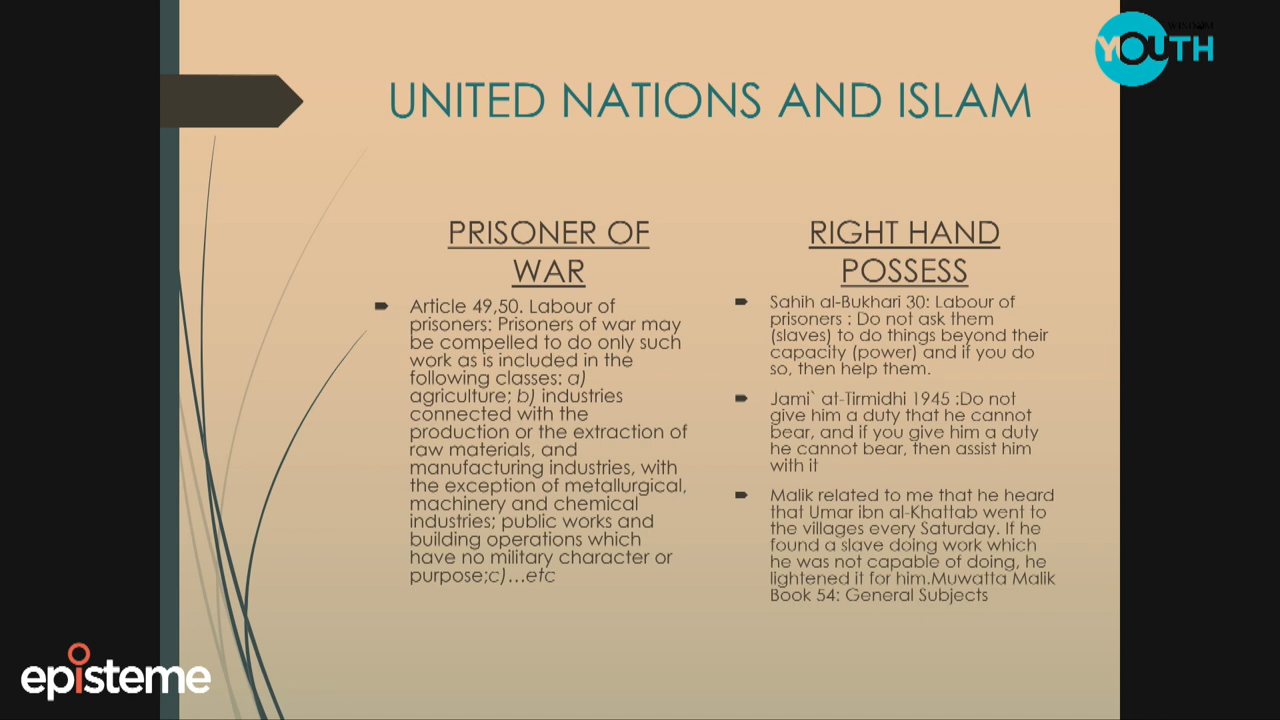 WISDOM
YOUTH
UNITED NATIONS AND ISLAM
PRISONER OF
WAR
Article 49,50. Labour of
prisoners: Prisoners of war may
be compelled to do only such
work as is included in the
following classes: a)
agriculture; b) industries
connected with the
production or the extraction of
raw materials, and
manufacturing industries, with
the exception of metallurgical,
machinery and chemical
industries; public works and
building operations which
have no military character or
purpose;c)...etc
RIGHT HAND
POSSESS
Sahih al-Bukhari 30: Labour of
prisoners : Do not ask them
(slaves) to do things beyond their
capacity (power) and if you do
so, then help them.
Jami` at-Tirmidhi 1945 :Do not
give him a duty that he cannot
bear, and if you give him a duty
he cannot bear, then assist him
with it
Malik related to me that he heard
that Umar ibn al-Khattab went to
the villages every Saturday. If he
found a slave doing work which
he was not capable of doing, he
lightened it for him.Muwatta Malik
Book 54: General Subjects
episteme